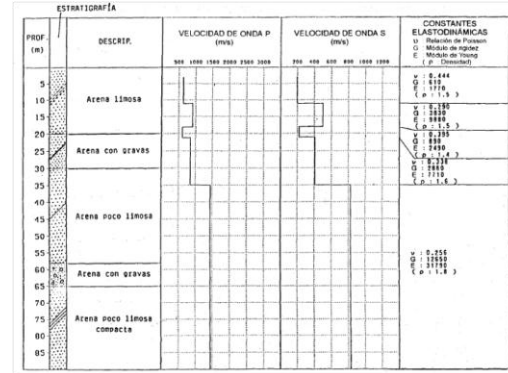 ESTRATIGRAFÍA
PROF.
(m)
DESCRIP.
VELOCIDAD DE ONDA P
(m/s)
500 1000 1500 2000 2500 3000
VELOCIDAD DE ONDA S
(m/s)
200 400 600 800 1000 1200
CONSTANTES
ELASTODINÁMICAS
υ Relación de Poisson
G Módulo de rigidez
E Módulo de Young
( ρ Densidad)
5
10
15
20
25
30
35
40
45
50
55
60
65
70
75
80
85
Arena limosa
Arena con gravas
Arena poco limosa
Arena con gravas
Arena poco limosa
compacta
υ : 0.444
G : 610
E : 1770
( ρ : 1.5 )
υ : 0.290
G : 3830
E : 9880
( ρ : 1.5 )
υ : 0.395
G : 890
E : 2490
( ρ : 1.4 )
υ : 0.336
G : 2880
E : 7710
( ρ : 1.6 )
υ : 0.256
G : 12650
E : 31790
( ρ : 1.8 )